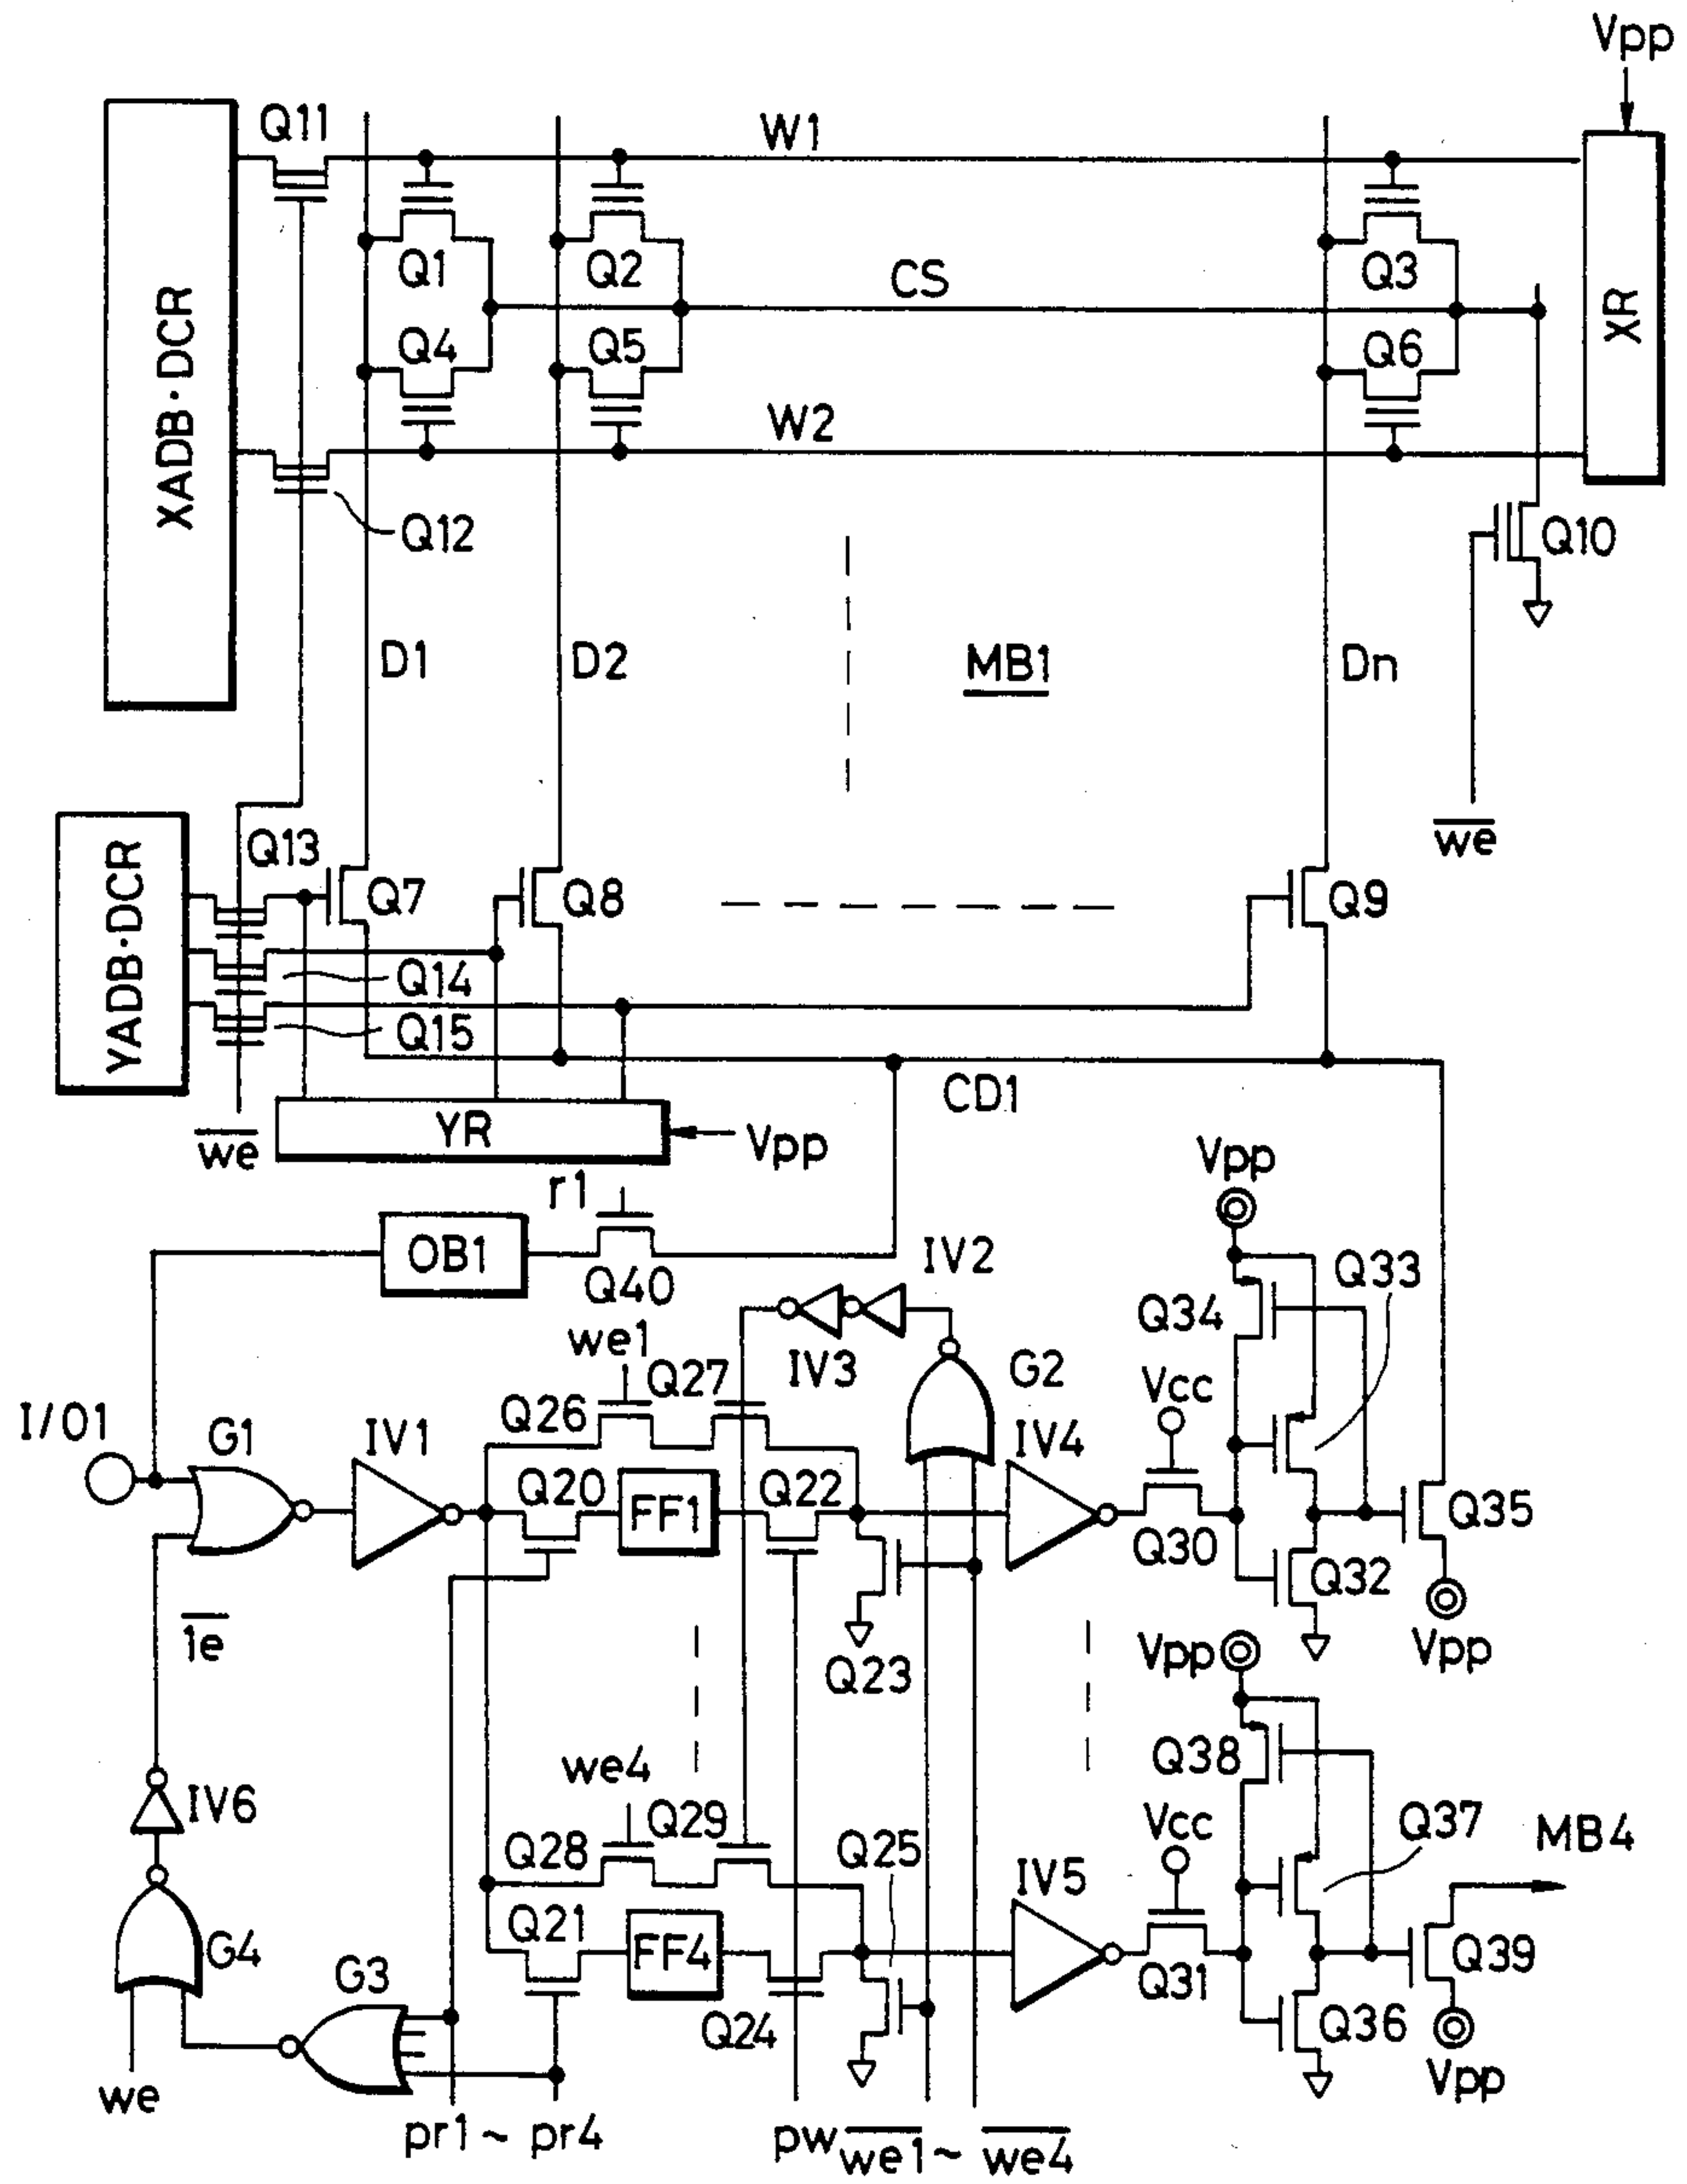 Vpp
Q11
W1
Q1
Q2
Q3
CS
XADB·DCR
XR
Q4
Q5
Q6
W2
Q12
Q10
D1
D2
MB1
Dn
we
YADB·DCR
Q13
Q7
Q8
Q9
Q14
Q15
CD1
we
YR
Vpp
r1
Vpp
OB1
Q40
IV2
Q33
Q34
we1
IV3
G2
Vcc
Q27
I/O1
G1
IV1
Q26
IV4
Q20
FF1
Q22
Q30
Q35
Q32
1e
Q23
Vpp
Vpp
we4
Q38
IV6
Q29
Vcc
Q37
MB4
Q28
Q25
IV5
Q21
G4
G3
FF4
Q31
Q39
Q24
Q36
we
Vpp
pr1~pr4
pw we1~ we4